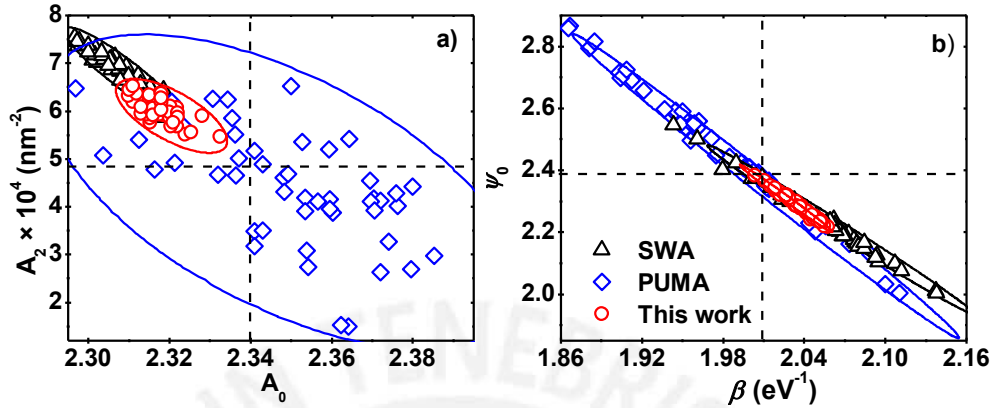 8
7
6
5
4
3
2
A₂ × 10⁴ (nm⁻²)
a)
2.30 2.32 2.34 2.36 2.38
A₀
2.8
2.6
2.4
2.2
2.0
ψ₀
b)
SWA
PUMA
This work
1.86 1.92 1.98 2.04 2.10 2.16
β (eV⁻¹)
IN TENEBRIS